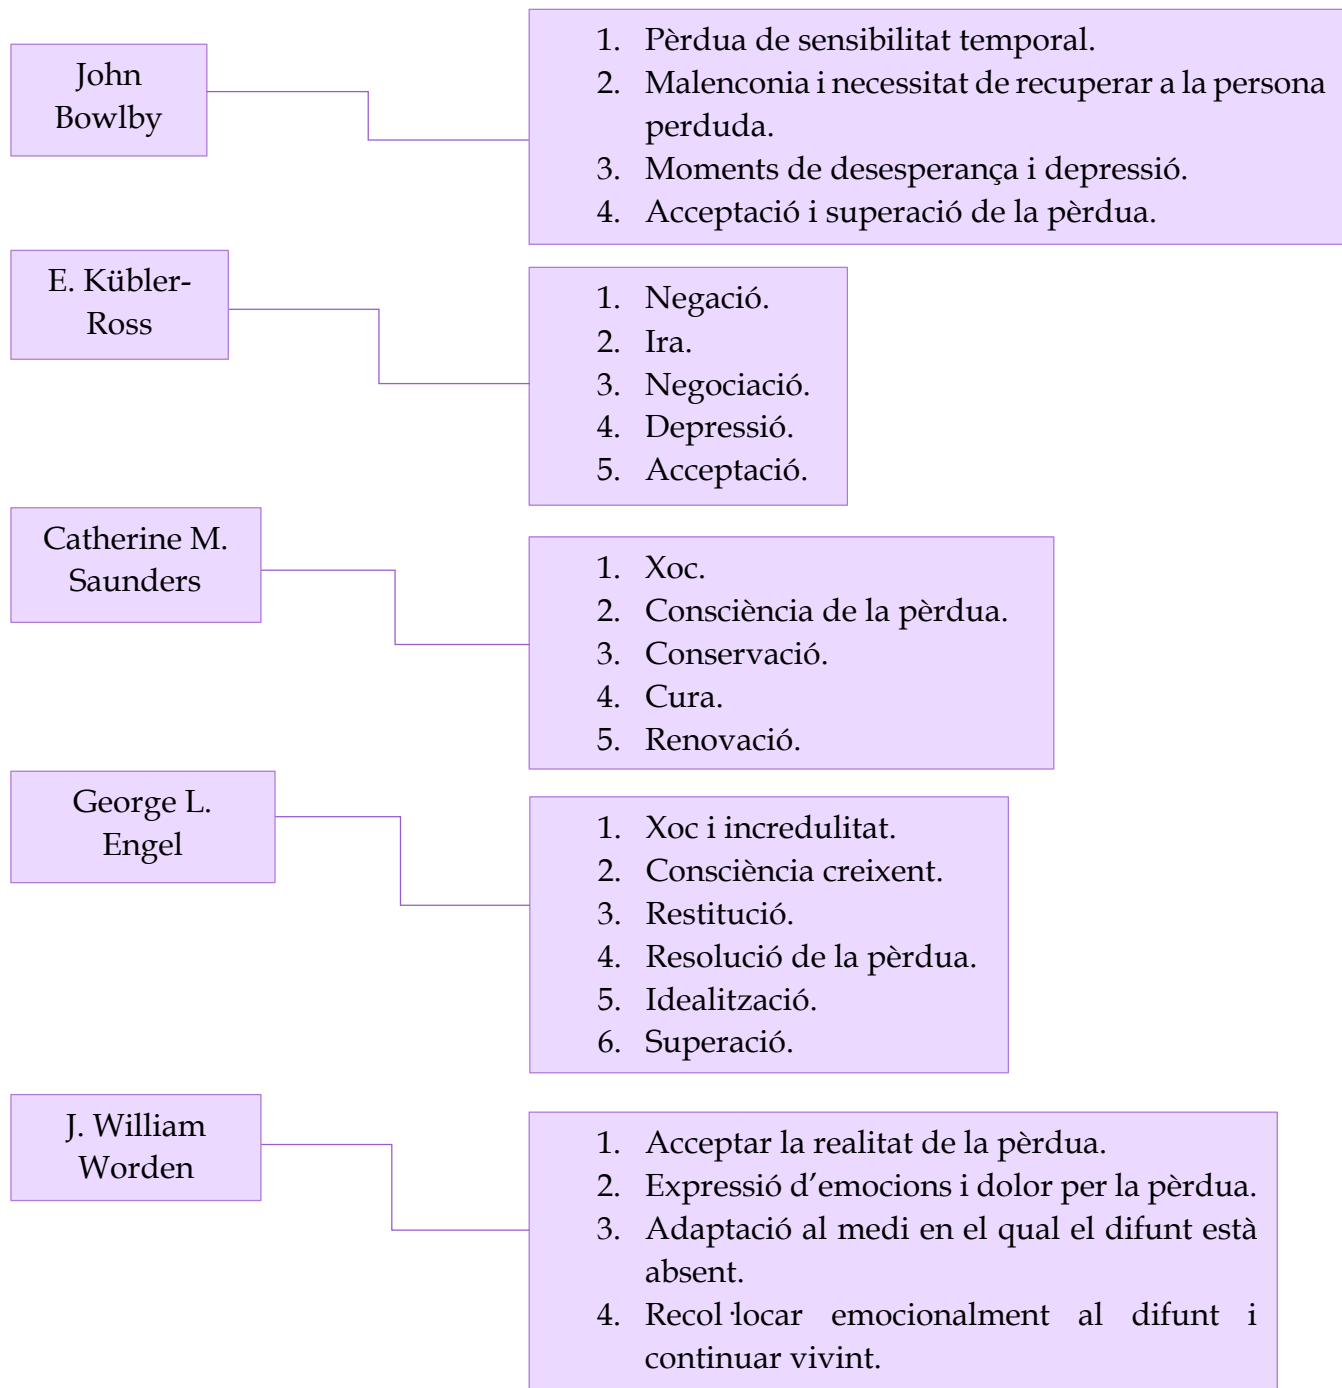 John
Bowlby
1. Pèrdua de sensibilitat temporal.
2. Malenconia i necessitat de recuperar a la persona
perduda.
3. Moments de desesperança i depressió.
4. Acceptació i superació de la pèrdua.
E. Kübler-
Ross
1. Negació.
2. Ira.
3. Negociació.
4. Depressió.
5. Acceptació.
Catherine M.
Saunders
1. Xoc.
2. Consciència de la pèrdua.
3. Conservació.
4. Cura.
5. Renovació.
George L.
Engel
1. Xoc i incredulitat.
2. Consciència creixent.
3. Restitució.
4. Resolució de la pèrdua.
5. Idealització.
6. Superació.
J. William
Worden
1. Acceptar la realitat de la pèrdua.
2. Expressió d’emocions i dolor per la pèrdua.
3. Adaptació al medi en el qual el difunt està
absent.
4. Recol·locar emocionalment al difunt i
continuar vivint.